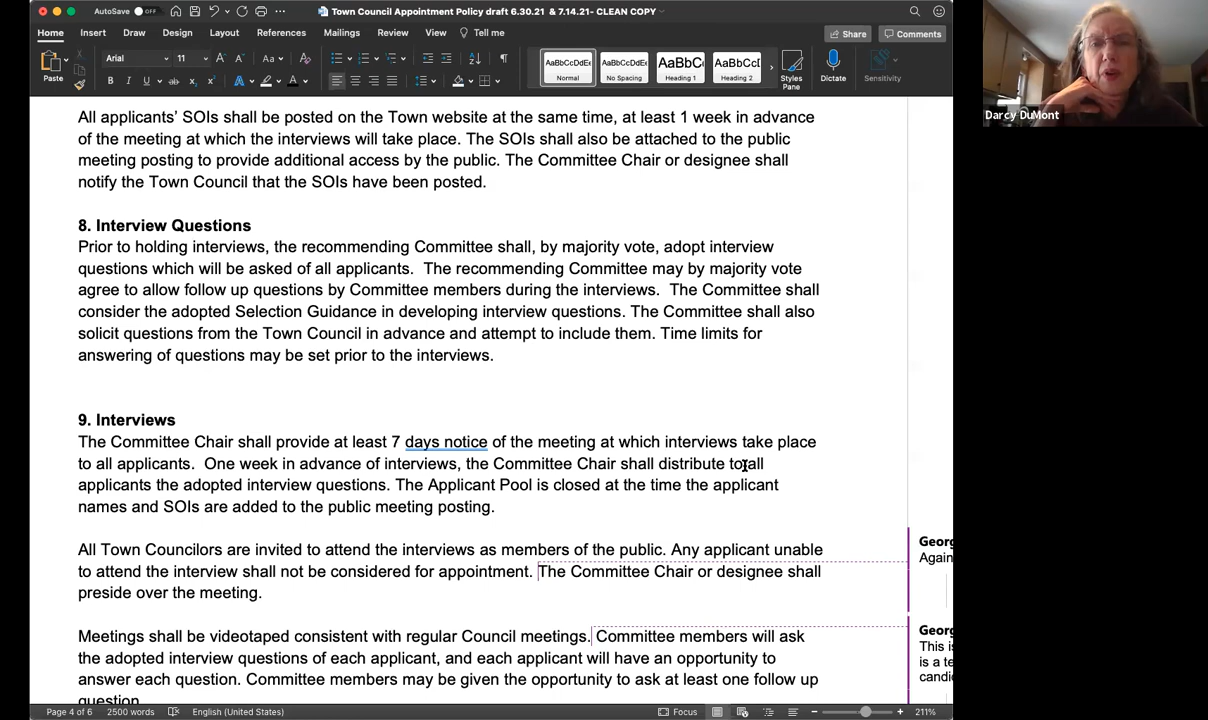 AutoSave OFF Town Council Appointment Policy draft 6.30.21 & 7.14.21- CLEAN COPY
Home Insert Draw Design Layout References Mailings Review View Tell me Share Comments
Paste Arial 11 AaBbCcDdEe Normal AaBbCcDdEe No Spacing AaBbCc Heading 1 AaBbCcD Heading 2 Styles Pane Dictate Sensitivity
All applicants’ SOIs shall be posted on the Town website at the same time, at least 1 week in advance
of the meeting at which the interviews will take place. The SOIs shall also be attached to the public
meeting posting to provide additional access by the public. The Committee Chair or designee shall
notify the Town Council that the SOIs have been posted.
8. Interview Questions
Prior to holding interviews, the recommending Committee shall, by majority vote, adopt interview
questions which will be asked of all applicants. The recommending Committee may by majority vote
agree to allow follow up questions by Committee members during the interviews. The Committee shall
consider the adopted Selection Guidance in developing interview questions. The Committee shall also
solicit questions from the Town Council in advance and attempt to include them. Time limits for
answering of questions may be set prior to the interviews.
9. Interviews
The Committee Chair shall provide at least 7 days notice of the meeting at which interviews take place
to all applicants. One week in advance of interviews, the Committee Chair shall distribute to all
applicants the adopted interview questions. The Applicant Pool is closed at the time the applicant
names and SOIs are added to the public meeting posting.
All Town Councilors are invited to attend the interviews as members of the public. Any applicant unable
to attend the interview shall not be considered for appointment. The Committee Chair or designee shall
preside over the meeting.
Meetings shall be videotaped consistent with regular Council meetings. Committee members will ask
the adopted interview questions of each applicant, and each applicant will have an opportunity to
answer each question. Committee members may be given the opportunity to ask at least one follow up
question
Georg
Again
Georg
This is
is a te
candi
Page 4 of 6 2500 words English (United States) Focus 211%
Darcy DuMont